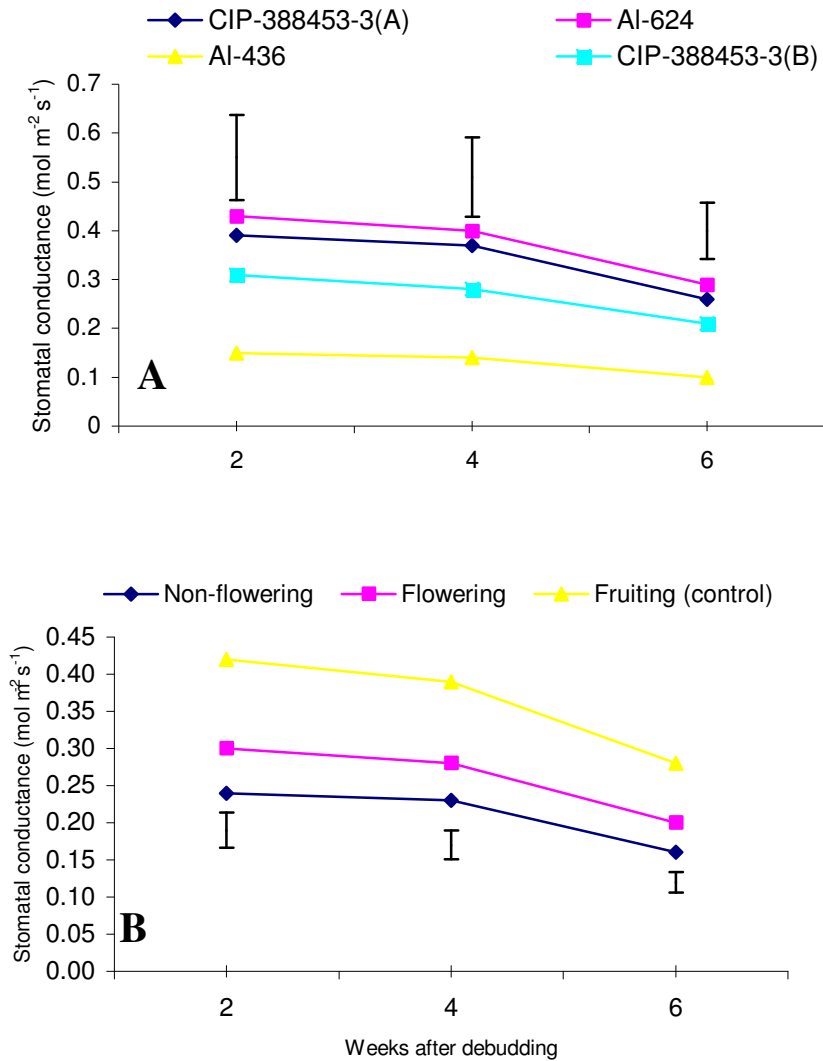 CIP-388453-3(A) Al-624
Al-436 CIP-388453-3(B)
Stomatal conductance (mol m-2 s-1)
0.7
0.6
0.5
0.4
0.3
0.2
0.1
0
A
2 4 6
Non-flowering Flowering Fruiting (control)
Stomatal conductance (mol m-2 s-1)
0.45
0.40
0.35
0.30
0.25
0.20
0.15
0.10
0.05
0.00
B
2 4 6
Weeks after debudding